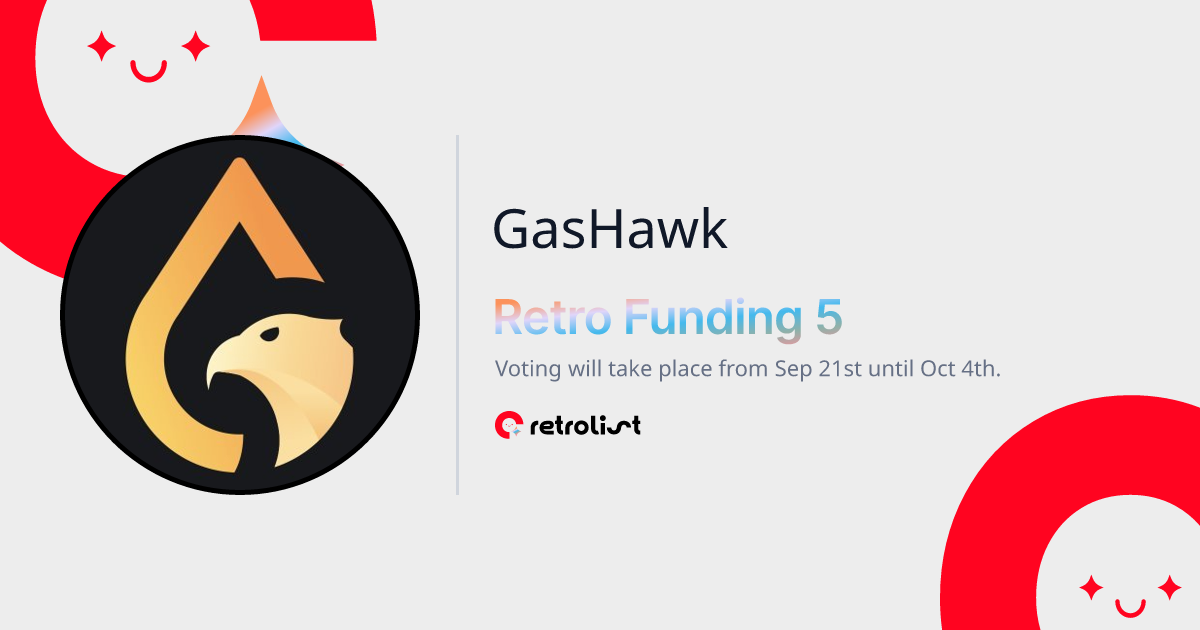 GasHawk
Retro Funding 5
Voting will take place from Sep 21st until Oct 4th.
retrolist